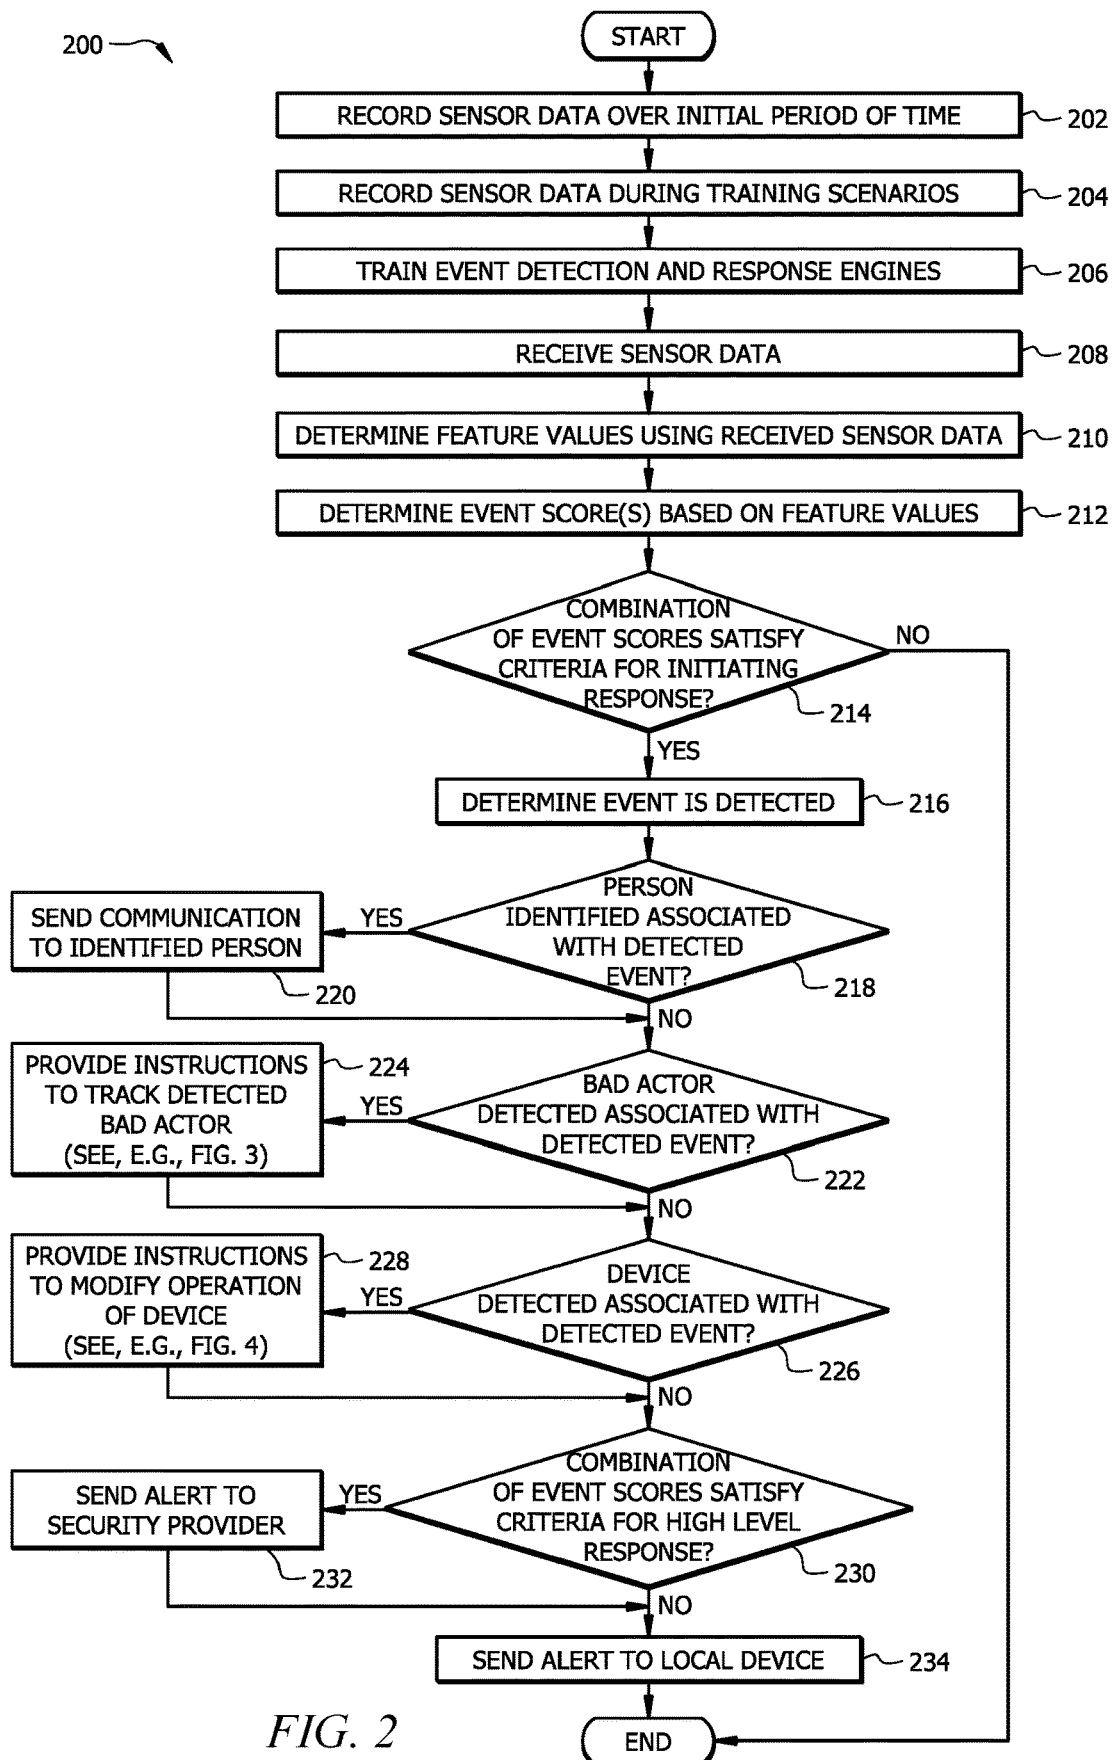 200
START
RECORD SENSOR DATA OVER INITIAL PERIOD OF TIME
202
RECORD SENSOR DATA DURING TRAINING SCENARIOS
204
TRAIN EVENT DETECTION AND RESPONSE ENGINES
206
RECEIVE SENSOR DATA
208
DETERMINE FEATURE VALUES USING RECEIVED SENSOR DATA
210
DETERMINE EVENT SCORE(S) BASED ON FEATURE VALUES
212
COMBINATION
OF EVENT SCORES SATISFY
CRITERIA FOR INITIATING
RESPONSE?
NO
214
YES
DETERMINE EVENT IS DETECTED
216
PERSON
IDENTIFIED ASSOCIATED
WITH DETECTED
EVENT?
218
YES
SEND COMMUNICATION
TO IDENTIFIED PERSON
220
NO
BAD ACTOR
DETECTED ASSOCIATED WITH
DETECTED EVENT?
222
YES
PROVIDE INSTRUCTIONS
TO TRACK DETECTED
BAD ACTOR
(SEE, E.G., FIG. 3)
224
NO
DEVICE
DETECTED ASSOCIATED WITH
DETECTED EVENT?
226
YES
PROVIDE INSTRUCTIONS
TO MODIFY OPERATION
OF DEVICE
(SEE, E.G., FIG. 4)
228
NO
COMBINATION
OF EVENT SCORES SATISFY
CRITERIA FOR HIGH LEVEL
RESPONSE?
230
YES
SEND ALERT TO
SECURITY PROVIDER
232
NO
SEND ALERT TO LOCAL DEVICE
234
END
FIG. 2